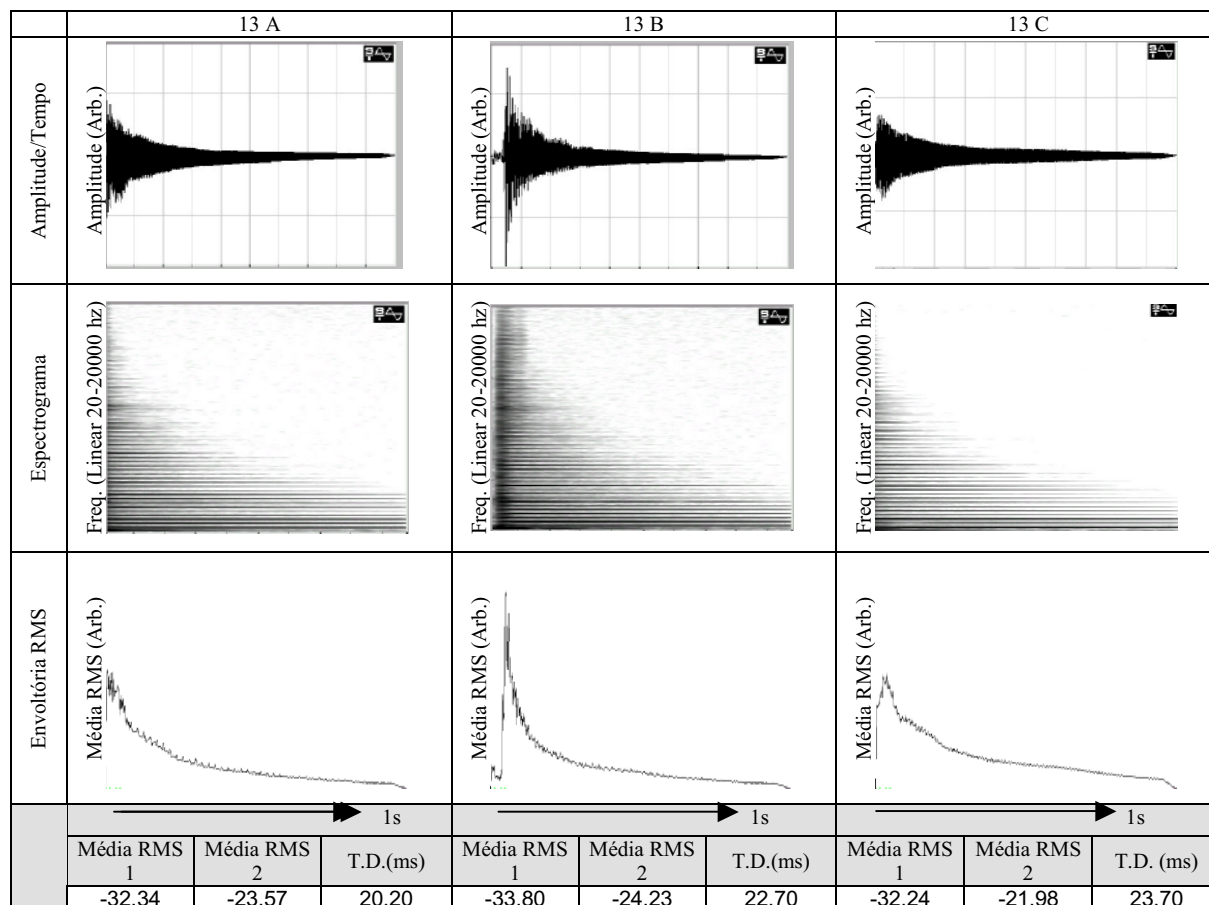 13 A
13 B
13 C
Amplitude/Tempo
Amplitude (Arb.)
Amplitude (Arb.)
Amplitude (Arb.)
Espectrograma
Freq. (Linear 20-20000 hz)
Freq. (Linear 20-20000 hz)
Freq. (Linear 20-20000 hz)
Envoltória RMS
Média RMS (Arb.)
Média RMS (Arb.)
Média RMS (Arb.)
1s
1s
1s
Média RMS 
1
Média RMS 
2
T.D.(ms)
Média RMS 
1
Média RMS 
2
T.D.(ms)
Média RMS 
1
Média RMS 
2
T.D. (ms)
-32.34
-23.57
20.20
-33.80
-24.23
22.70
-32.24
-21.98
23.70